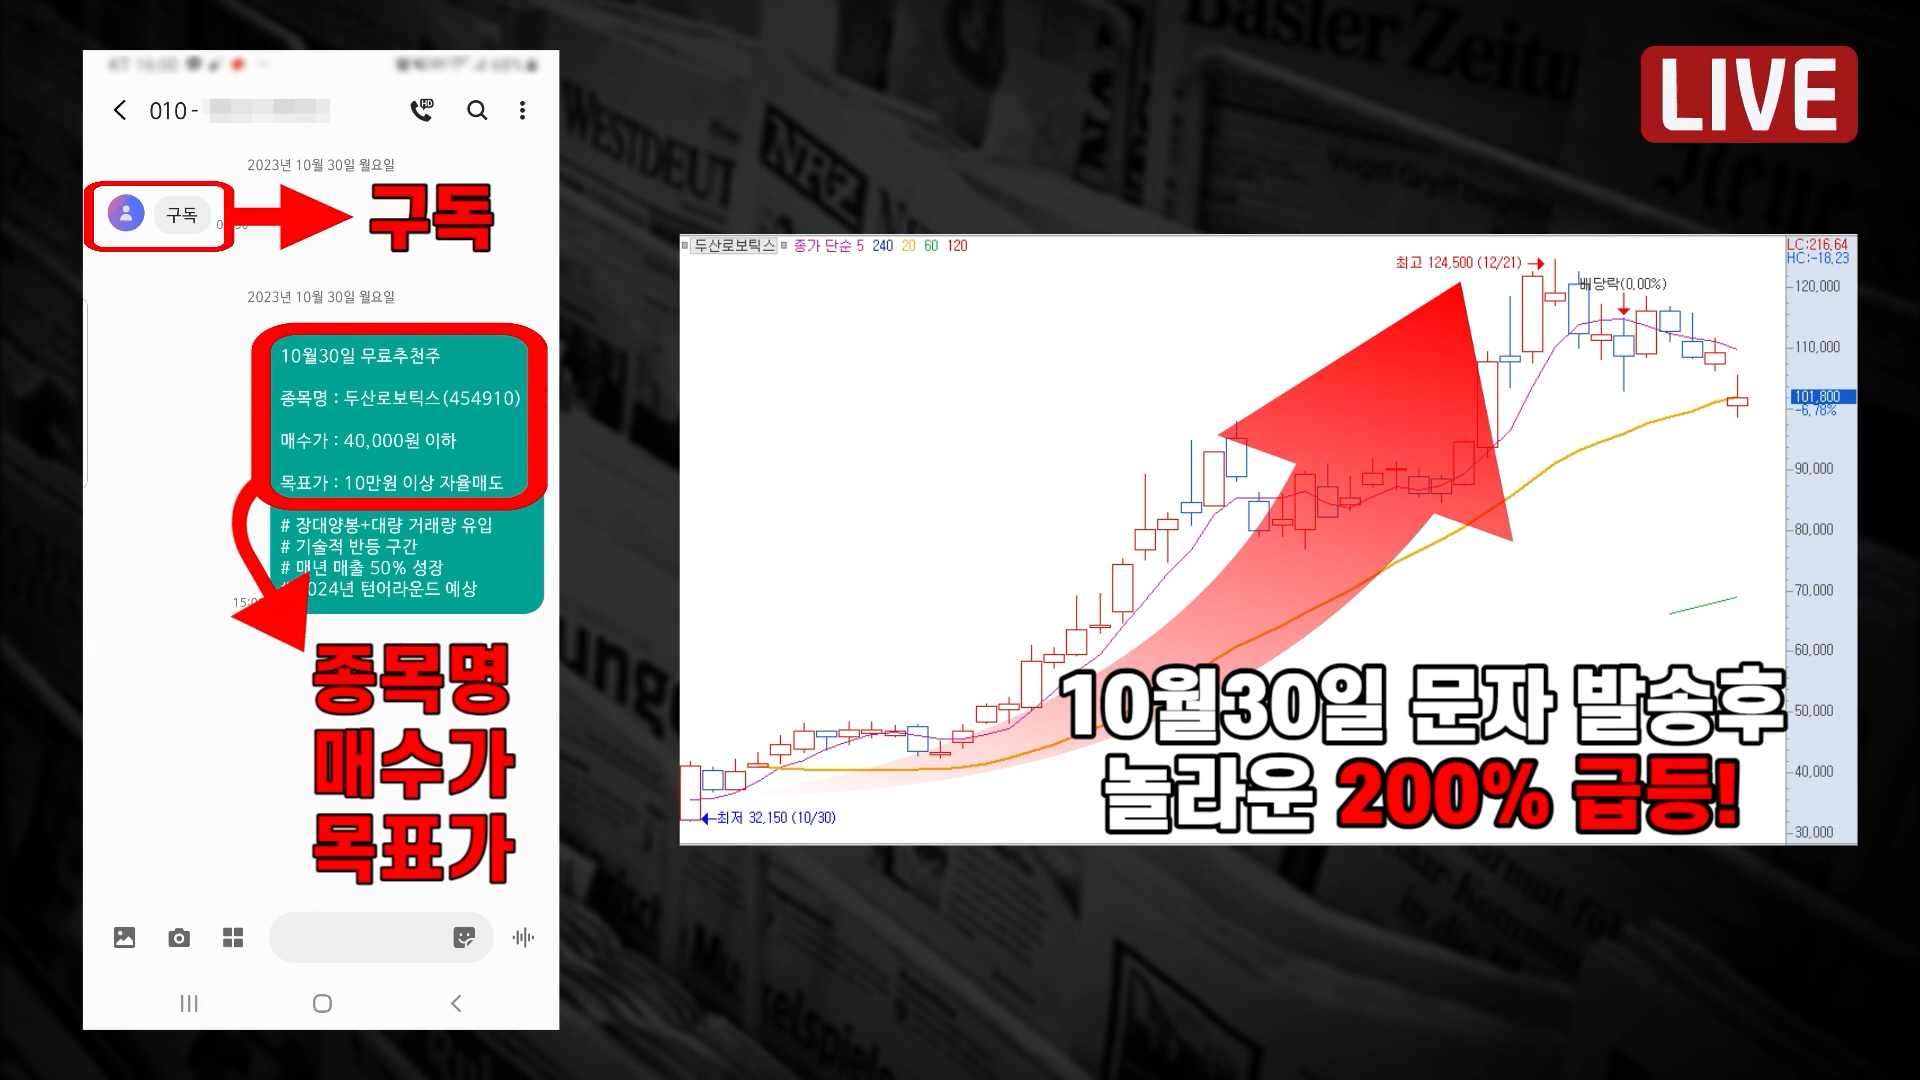 LIVE
010 -
2023년 10월 30일 월요일
구독
구독
2023년 10월 30일 월요일
10월30일 무료추천주
종목명 : 두산로보틱스(454910)
매수가 : 40,000원 이하
목표가 : 10만원 이상 자율매도
# 장대양봉+대량 거래량 유입
# 기술적 반등 구간
# 매년 매출 50% 성장
024년 턴어라운드 예상
종목명
매수가
목표가
두산로보틱스 종가 단순 5 240 20 60 120
LC:216,64
HC:-18,23
최고 124,500 (12/21)
배당락(0,00%)
120,000
110,000
101,800
-6,78%
90,000
80,000
70,000
60,000
50,000
40,000
30,000
최저 32,150 (10/30)
10월30일 문자 발송후
놀라운 200% 급등!
Basler Zeitu
WESTDEUT
NRZ